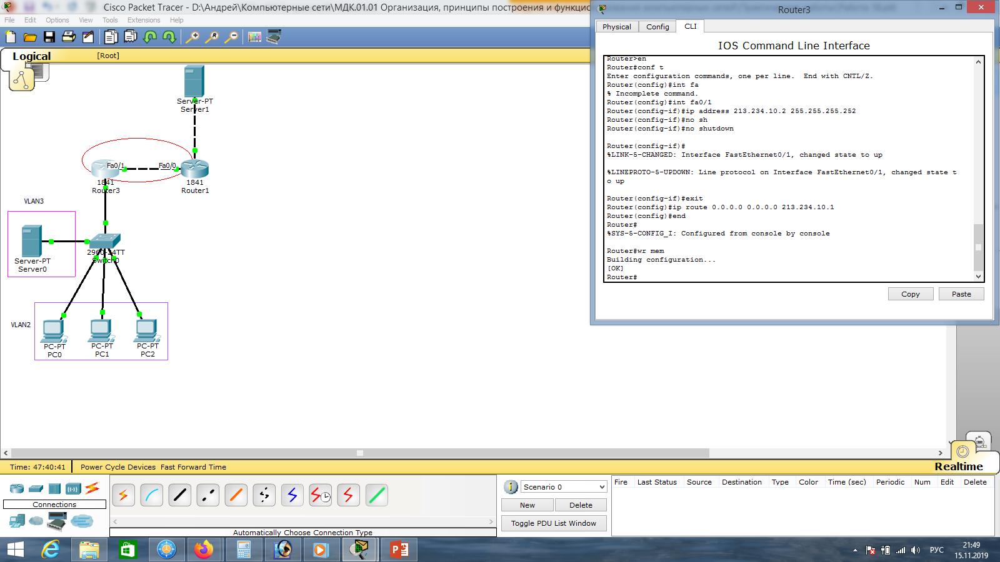 Cisco Packet Tracer - D:\Андрей\Компьютерные сети\МДК.01.01 Организация, принципы построения и функцио
File Edit Options View Tools Extensions Help
Logical
[Root]
Server-PT
Server1
Fa0/1
Fa0/0
1841
Router3
1841
Router1
VLAN3
Server-PT
Server0
2960-24TT
Switch0
VLAN2
PC-PT
PC0
PC-PT
PC1
PC-PT
PC2
Router3
Physical Config CLI
IOS Command Line Interface
Router>en
Router#conf t
Enter configuration commands, one per line.  End with CNTL/Z.
Router(config)#int fa
% Incomplete command.
Router(config)#int fa0/1
Router(config-if)#ip address 213.234.10.2 255.255.255.252
Router(config-if)#no sh
Router(config-if)#no shutdown
Router(config-if)#
%LINK-5-CHANGED: Interface FastEthernet0/1, changed state to up
%LINEPROTO-5-UPDOWN: Line protocol on Interface FastEthernet0/1, changed state t
o up
Router(config-if)#exit
Router(config)#ip route 0.0.0.0 0.0.0.0 213.234.10.1
Router(config)#end
Router#
%SYS-5-CONFIG_I: Configured from console by console
Router#wr mem
Building configuration...
[OK]
Router#
Copy Paste
Time: 47:40:41 Power Cycle Devices Fast Forward Time
Realtime
Connections
Automatically Choose Connection Type
Scenario 0
New Delete
Toggle PDU List Window
Fire Last Status Source Destination Type Color Time (sec) Periodic Num Edit Delete
РУС
21:49
15.11.2019